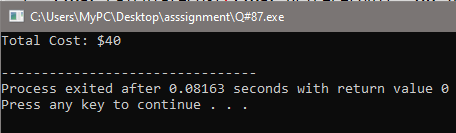 C:\Users\MyPC\Desktop\asssignment\Q#87.exe
Total Cost: $40
--------------------------------
Process exited after 0.08163 seconds with return value 0
Press any key to continue . . .